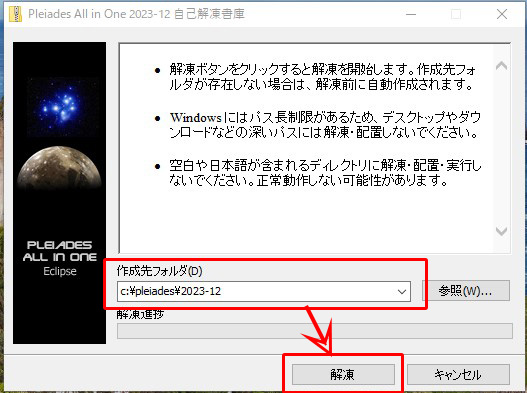 Pleiades All in One 2023-12 自己解凍書庫
• 解凍ボタンをクリックすると解凍を開始します。作成先フォ
ルダが存在しない場合は、解凍前に自動作成されます。
• Windows にはパス長制限があるため、デスクトップやダウ
ンロードなどの深いパスには解凍・配置しないでください。
• 空白や日本語が含まれるディレクトリに解凍・配置・実行し
ないでください。正常動作しない可能性があります。
PLEIADES
ALL IN ONE
Eclipse
作成先フォルダ(D)
c:¥pleiades¥2023-12
参照(W)...
解凍進捗
解凍
キャンセル